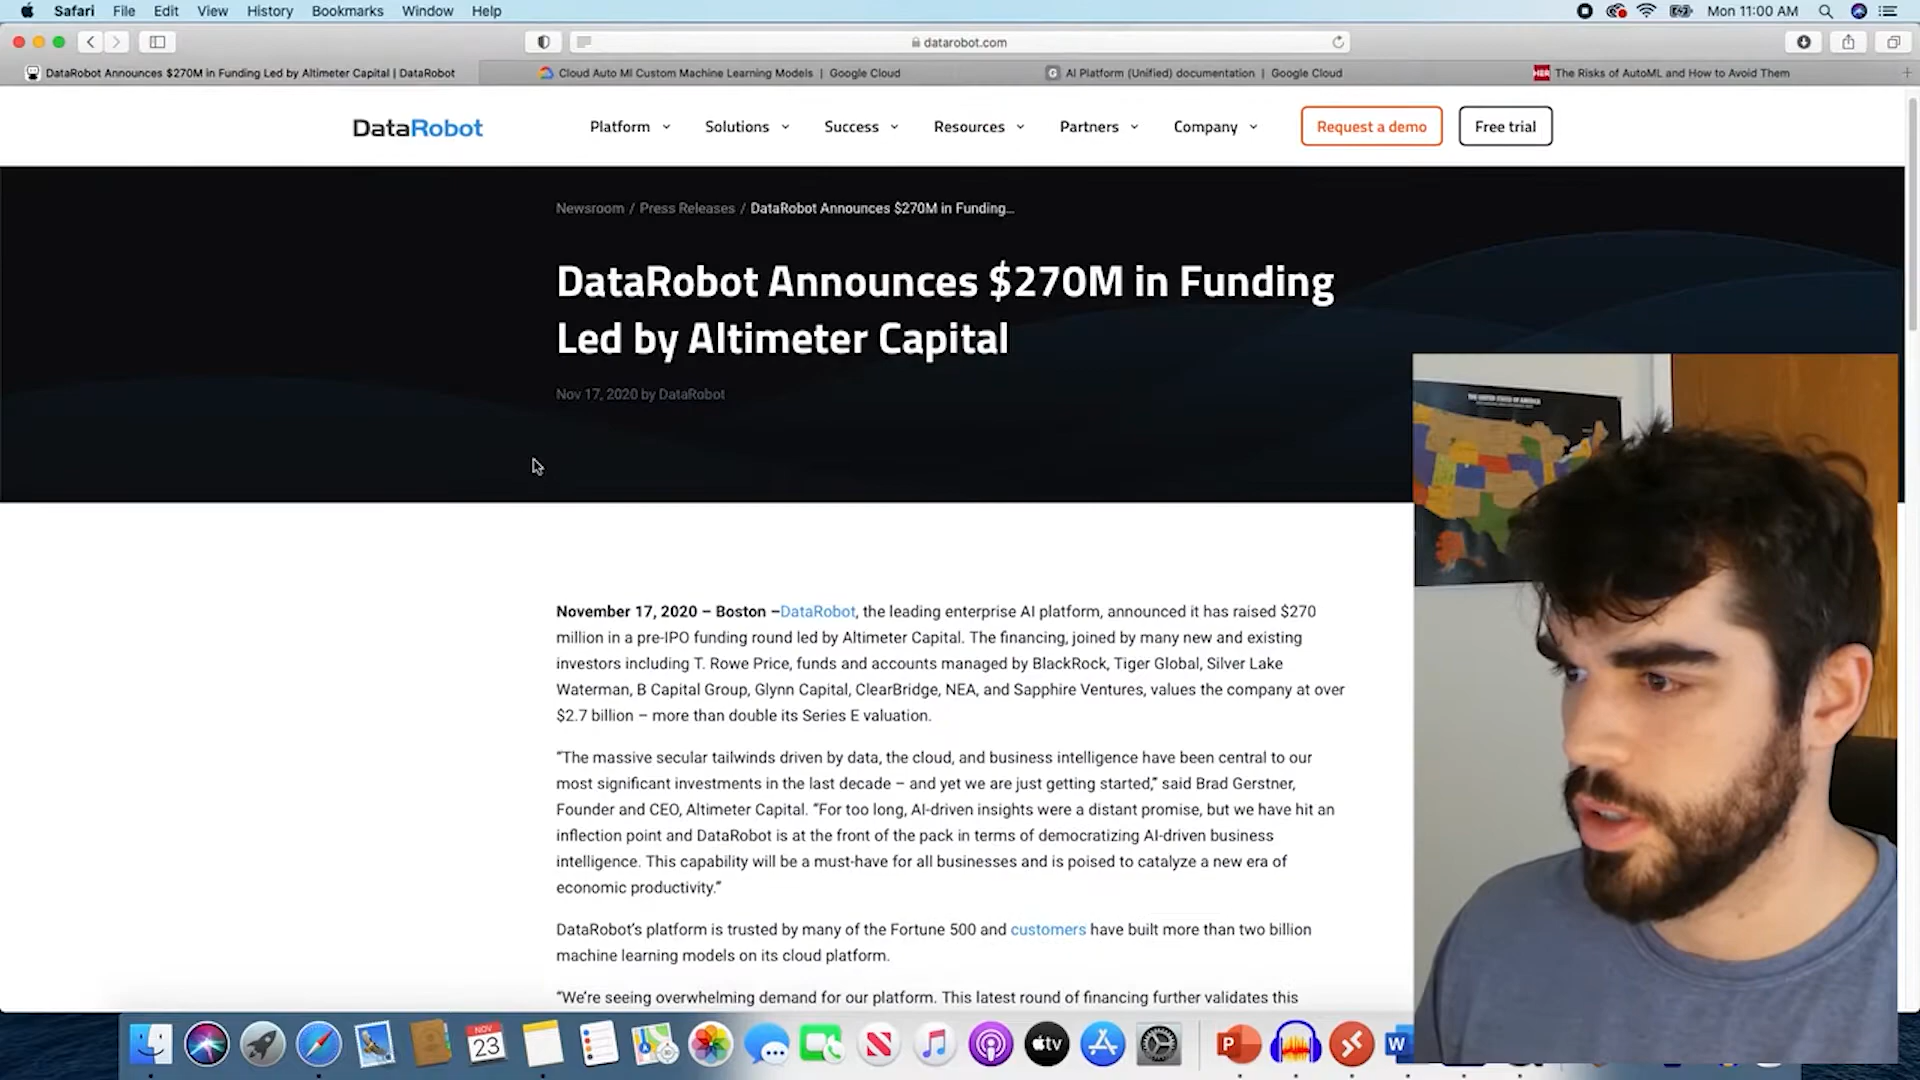 Safari File Edit View History Bookmarks Window Help Mon 11:00 AM
datarobot.com
DataRobot Announces $270M in Funding Led by Altimeter Capital | DataRobot
Cloud Auto Ml Custom Machine Learning Models | Google Cloud
AI Platform (Unified) documentation | Google Cloud
HBR The Risks of AutoML and How to Avoid Them
DataRobot Platform Solutions Success Resources Partners Company Request a demo Free trial
Newsroom / Press Releases / DataRobot Announces $270M in Funding...
DataRobot Announces $270M in Funding
Led by Altimeter Capital
Nov 17, 2020 by DataRobot
THE UNITED STATES OF AMERICA
November 17, 2020 – Boston –DataRobot, the leading enterprise AI platform, announced it has raised $270
million in a pre-IPO funding round led by Altimeter Capital. The financing, joined by many new and existing
investors including T. Rowe Price, funds and accounts managed by BlackRock, Tiger Global, Silver Lake
Waterman, B Capital Group, Glynn Capital, ClearBridge, NEA, and Sapphire Ventures, values the company at over
$2.7 billion – more than double its Series E valuation.
“The massive secular tailwinds driven by data, the cloud, and business intelligence have been central to our
most significant investments in the last decade – and yet we are just getting started,” said Brad Gerstner,
Founder and CEO, Altimeter Capital. “For too long, AI-driven insights were a distant promise, but we have hit an
inflection point and DataRobot is at the front of the pack in terms of democratizing AI-driven business
intelligence. This capability will be a must-have for all businesses and is poised to catalyze a new era of
economic productivity.”
DataRobot’s platform is trusted by many of the Fortune 500 and customers have built more than two billion
machine learning models on its cloud platform.
“We’re seeing overwhelming demand for our platform. This latest round of financing further validates this
NOV
23
tv
P
W